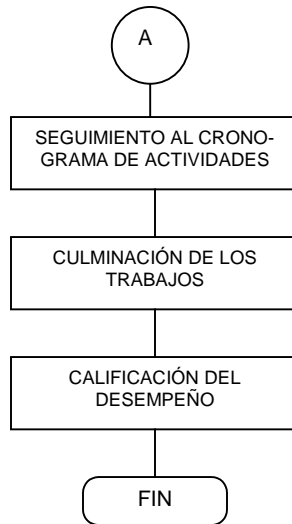 A
SEGUIMIENTO AL CRONO-
GRAMA DE ACTIVIDADES
CULMINACIÓN DE LOS
TRABAJOS
CALIFICACIÓN DEL
DESEMPEÑO
FIN